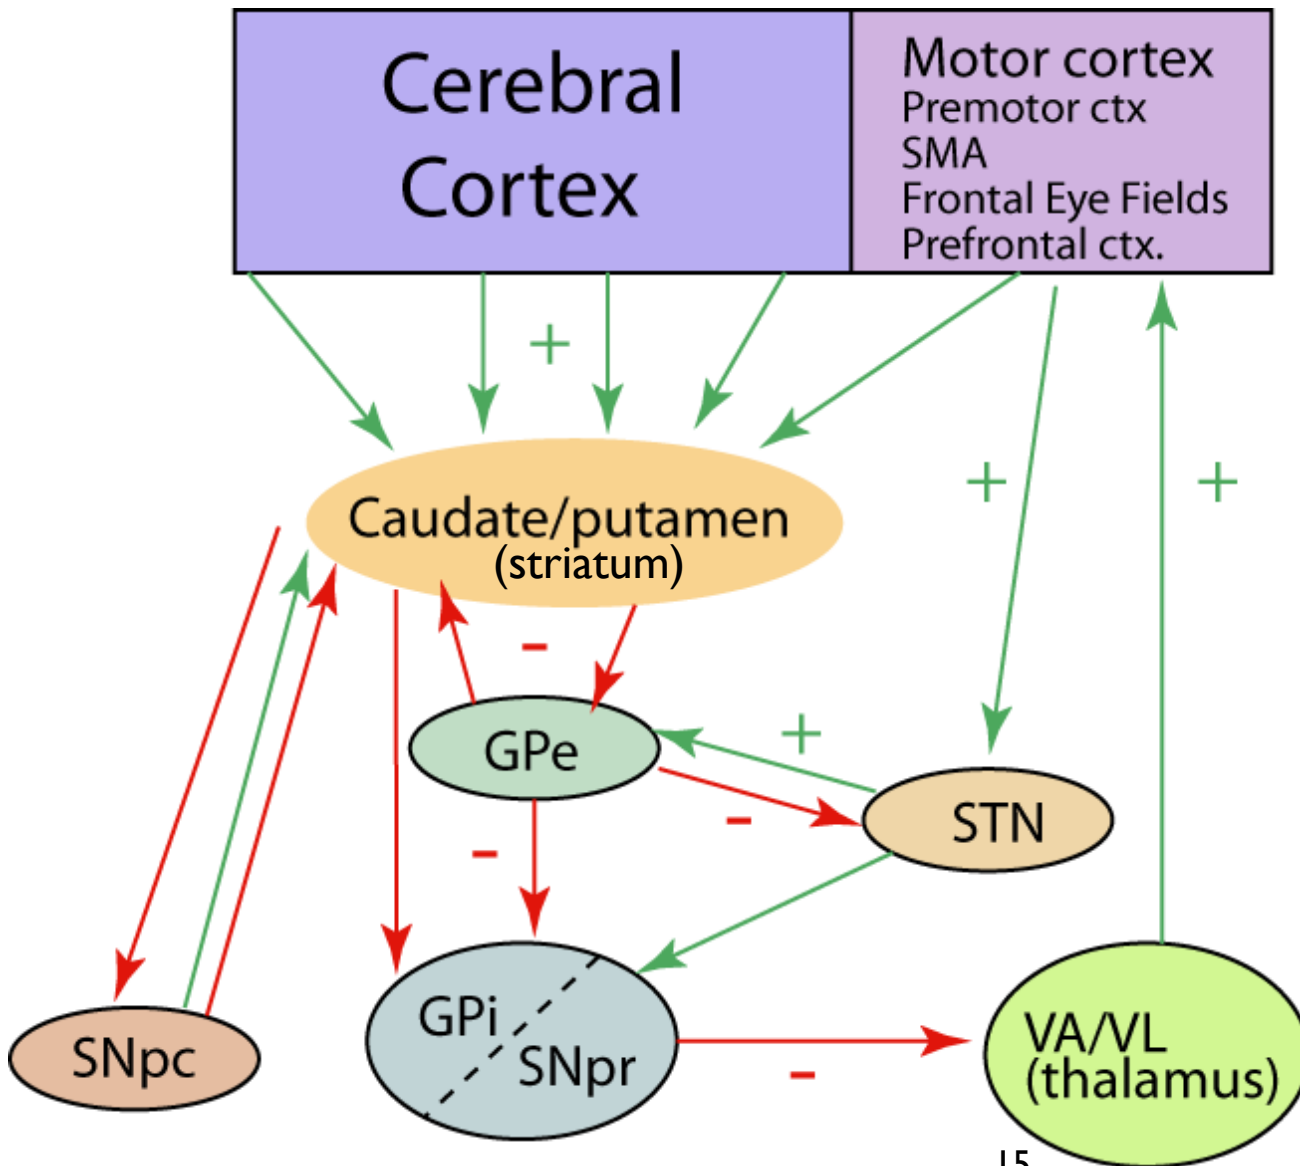 Cerebral
Cortex
Motor cortex
Premotor ctx
SMA
Frontal Eye Fields
Prefrontal ctx.
+
+
+
Caudate/putamen
(striatum)
-
GPe
+
-
-
STN
GPi
SNpr
SNpc
-
VA/VL
(thalamus)
15